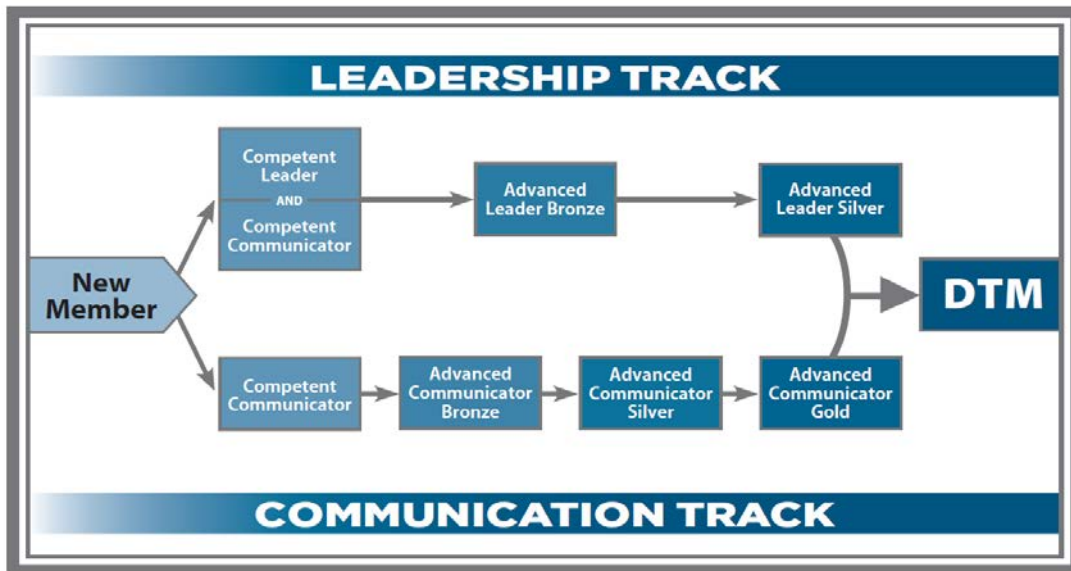 LEADERSHIP TRACK
Competent
Leader
AND
Competent
Communicator
Advanced
Leader Bronze
Advanced
Leader Silver
New
Member
DTM
Competent
Communicator
Advanced
Communicator
Bronze
Advanced
Communicator
Silver
Advanced
Communicator
Gold
COMMUNICATION TRACK